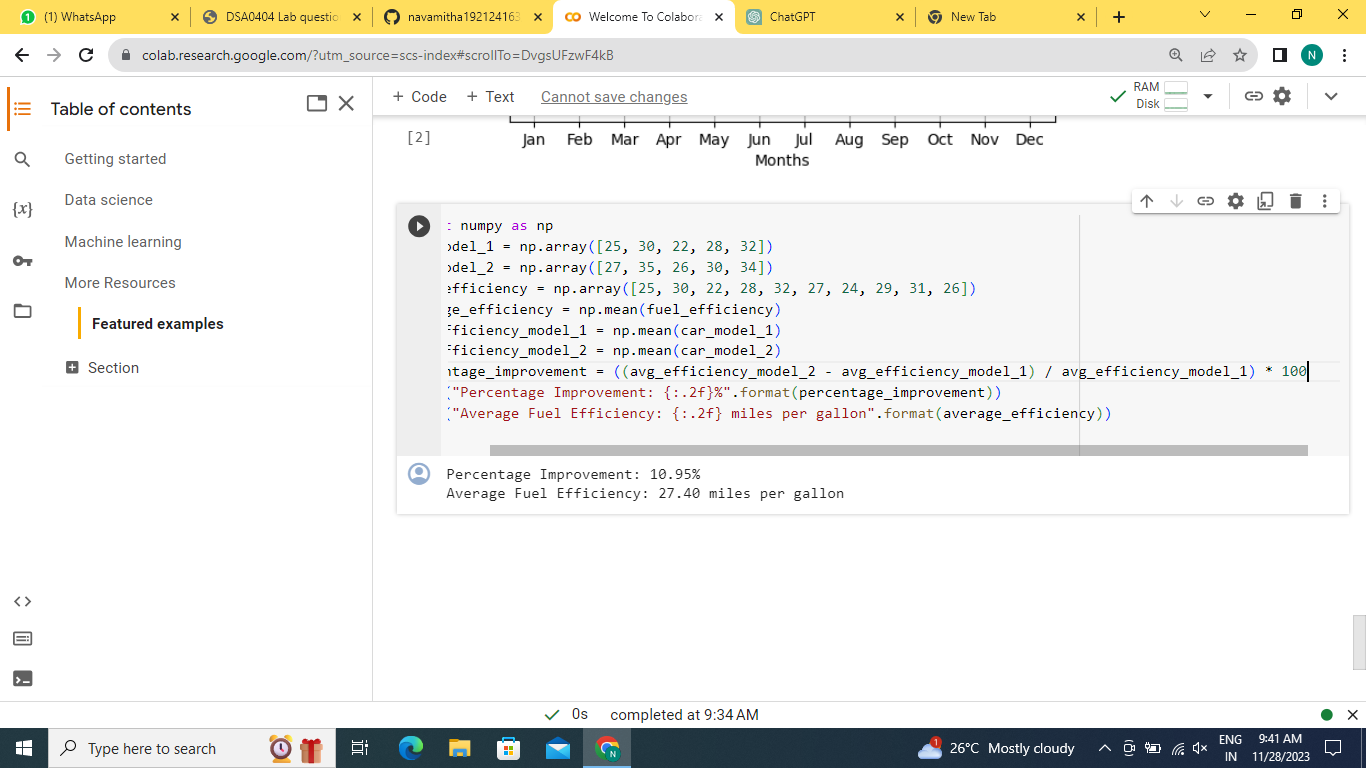 (1) WhatsApp
DSA0404 Lab questio
navamitha192124163
Welcome To Colabora
ChatGPT
New Tab
colab.research.google.com/?utm_source=scs-index#scrollTo=DvgsUFzwF4kB
N
Table of contents
Getting started
Data science
Machine learning
More Resources
Featured examples
Section
{x}
+ Code + Text Cannot save changes
RAM
Disk
[2]
Jan Feb Mar Apr May Jun Jul Aug Sep Oct Nov Dec
Months
t numpy as np
odel_1 = np.array([25, 30, 22, 28, 32])
odel_2 = np.array([27, 35, 26, 30, 34])
efficiency = np.array([25, 30, 22, 28, 32, 27, 24, 29, 31, 26])
ge_efficiency = np.mean(fuel_efficiency)
fficiency_model_1 = np.mean(car_model_1)
fficiency_model_2 = np.mean(car_model_2)
ntage_improvement = ((avg_efficiency_model_2 - avg_efficiency_model_1) / avg_efficiency_model_1) * 100
("Percentage Improvement: {:.2f}%".format(percentage_improvement))
("Average Fuel Efficiency: {:.2f} miles per gallon".format(average_efficiency))
Percentage Improvement: 10.95%
Average Fuel Efficiency: 27.40 miles per gallon
0s completed at 9:34 AM
Type here to search
1
26°C Mostly cloudy
ENG
IN
9:41 AM
11/28/2023